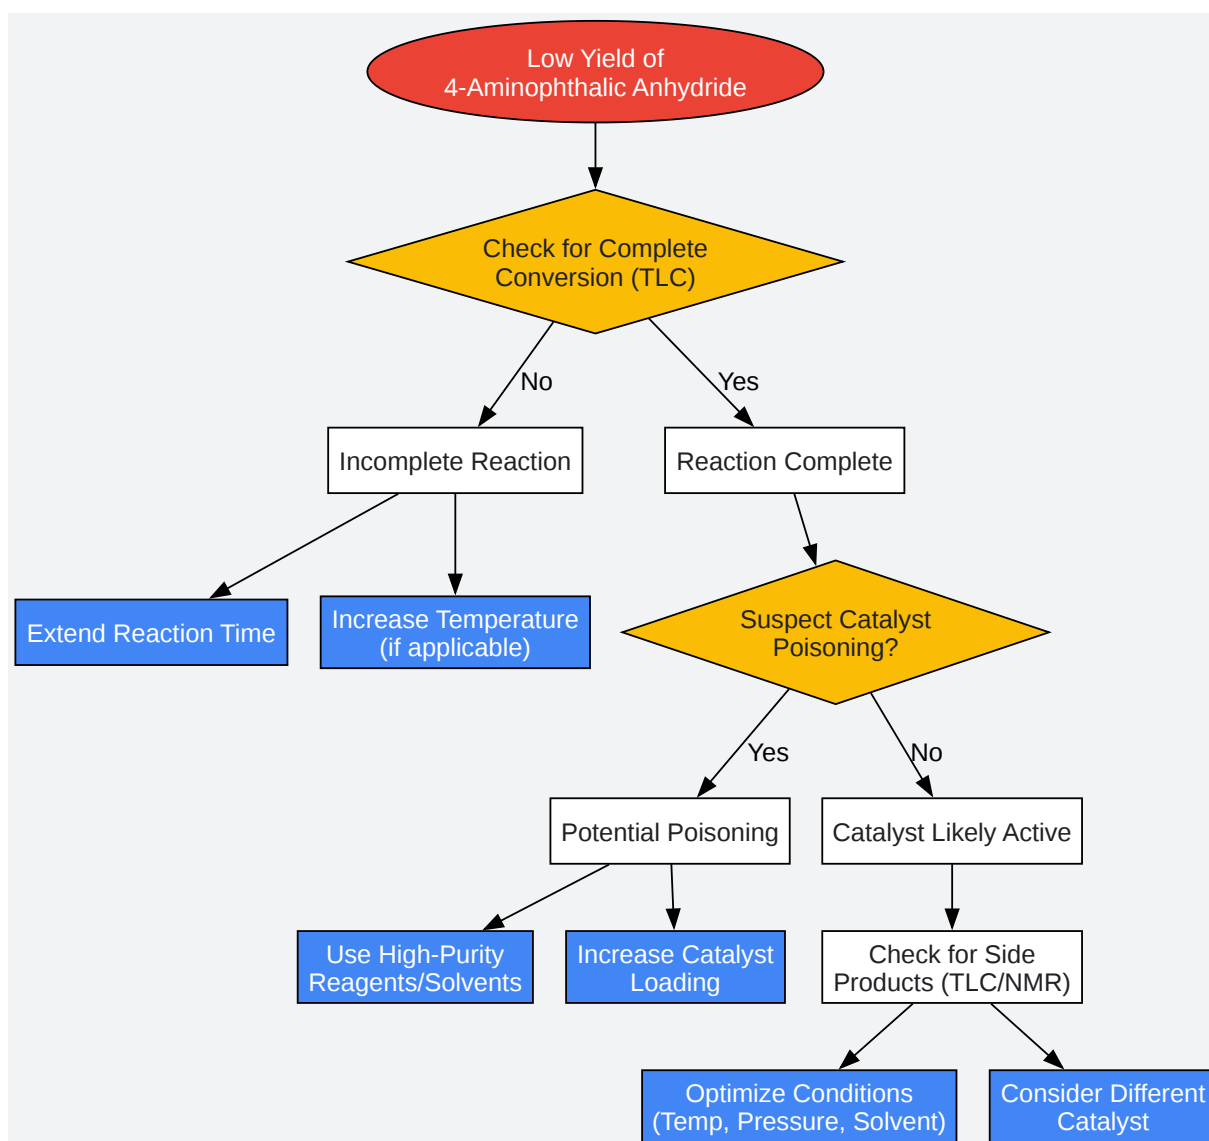 Low Yield of
4-Aminophthalic Anhydride
Check for Complete
Conversion (TLC)
No
Yes
Incomplete Reaction
Reaction Complete
Extend Reaction Time
Increase Temperature
(if applicable)
Suspect Catalyst
Poisoning?
Yes
No
Potential Poisoning
Catalyst Likely Active
Use High-Purity
Reagents/Solvents
Increase Catalyst
Loading
Check for Side
Products (TLC/NMR)
Optimize Conditions
(Temp, Pressure, Solvent)
Consider Different
Catalyst